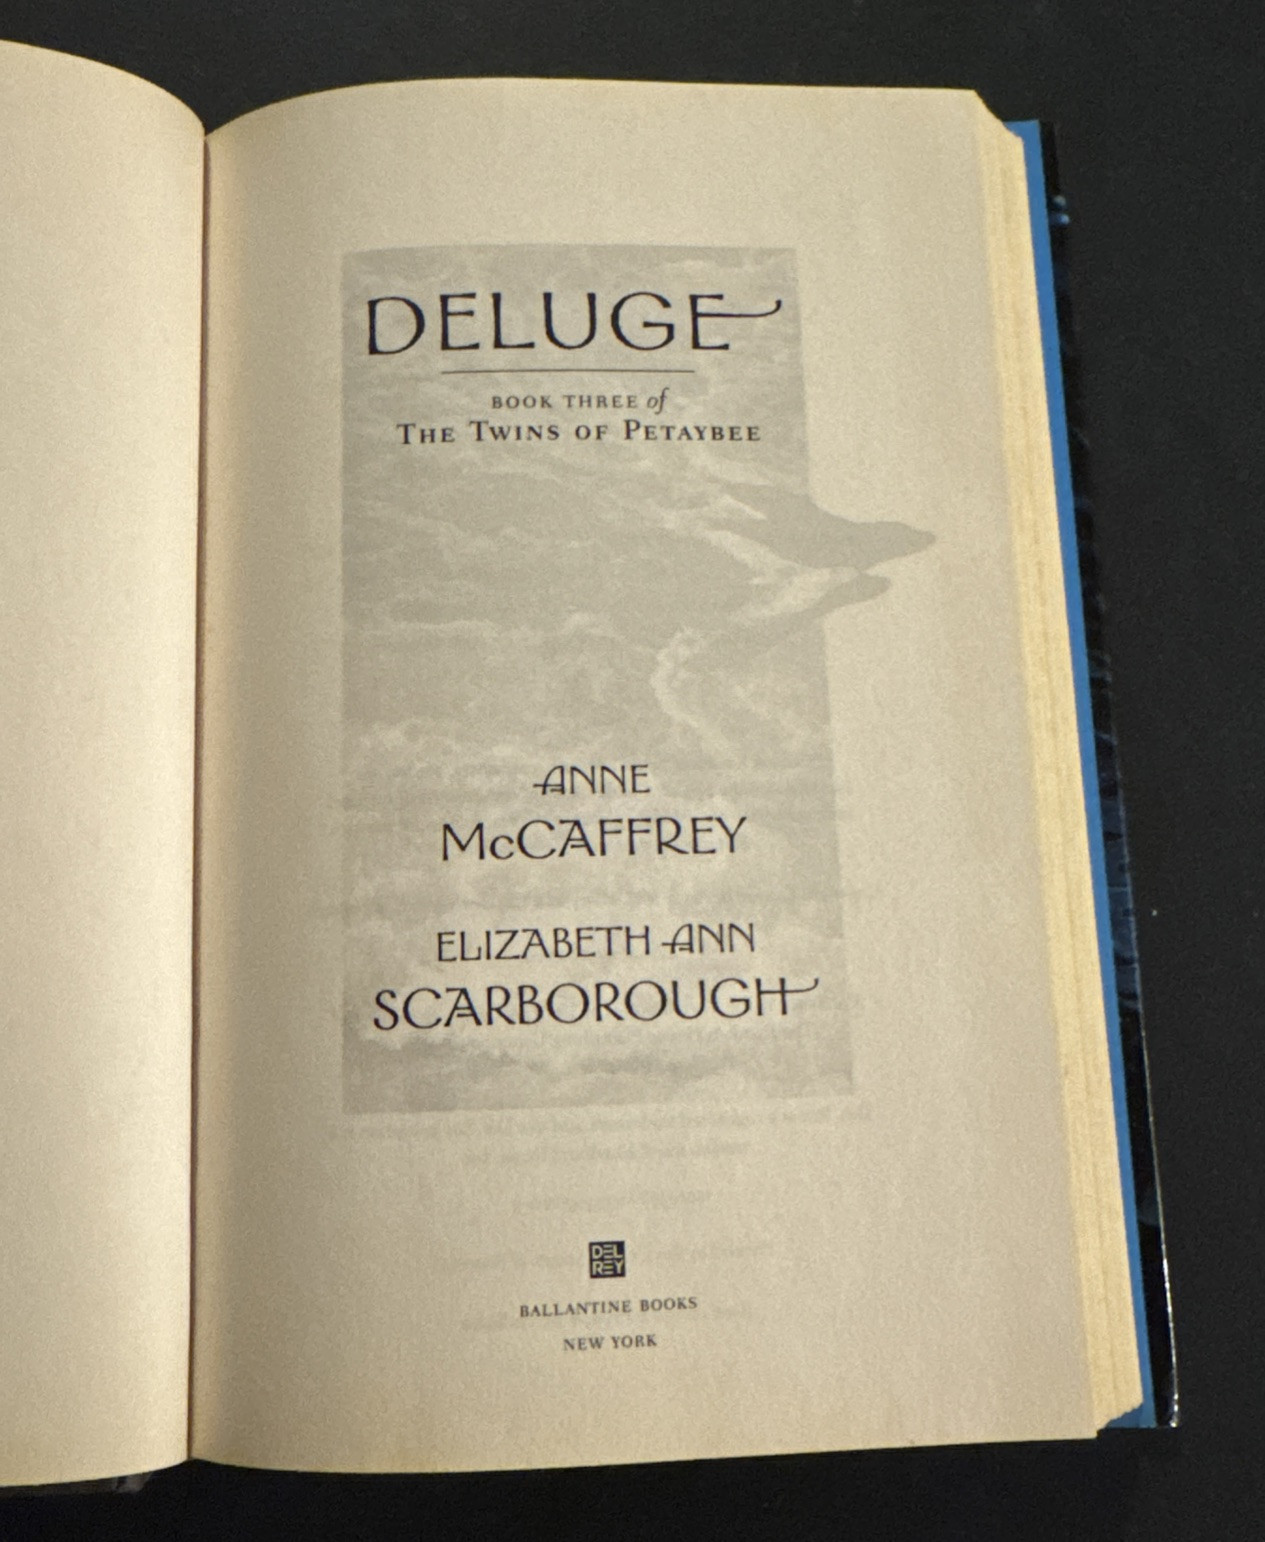 DELUGE
BOOK THREE of
THE TWINS OF PETAYBEE
ANNE
McCAFFREY
ELIZABETH ANN
SCARBOROUGH
DEL
REY
BALLANTINE BOOKS
NEW YORK